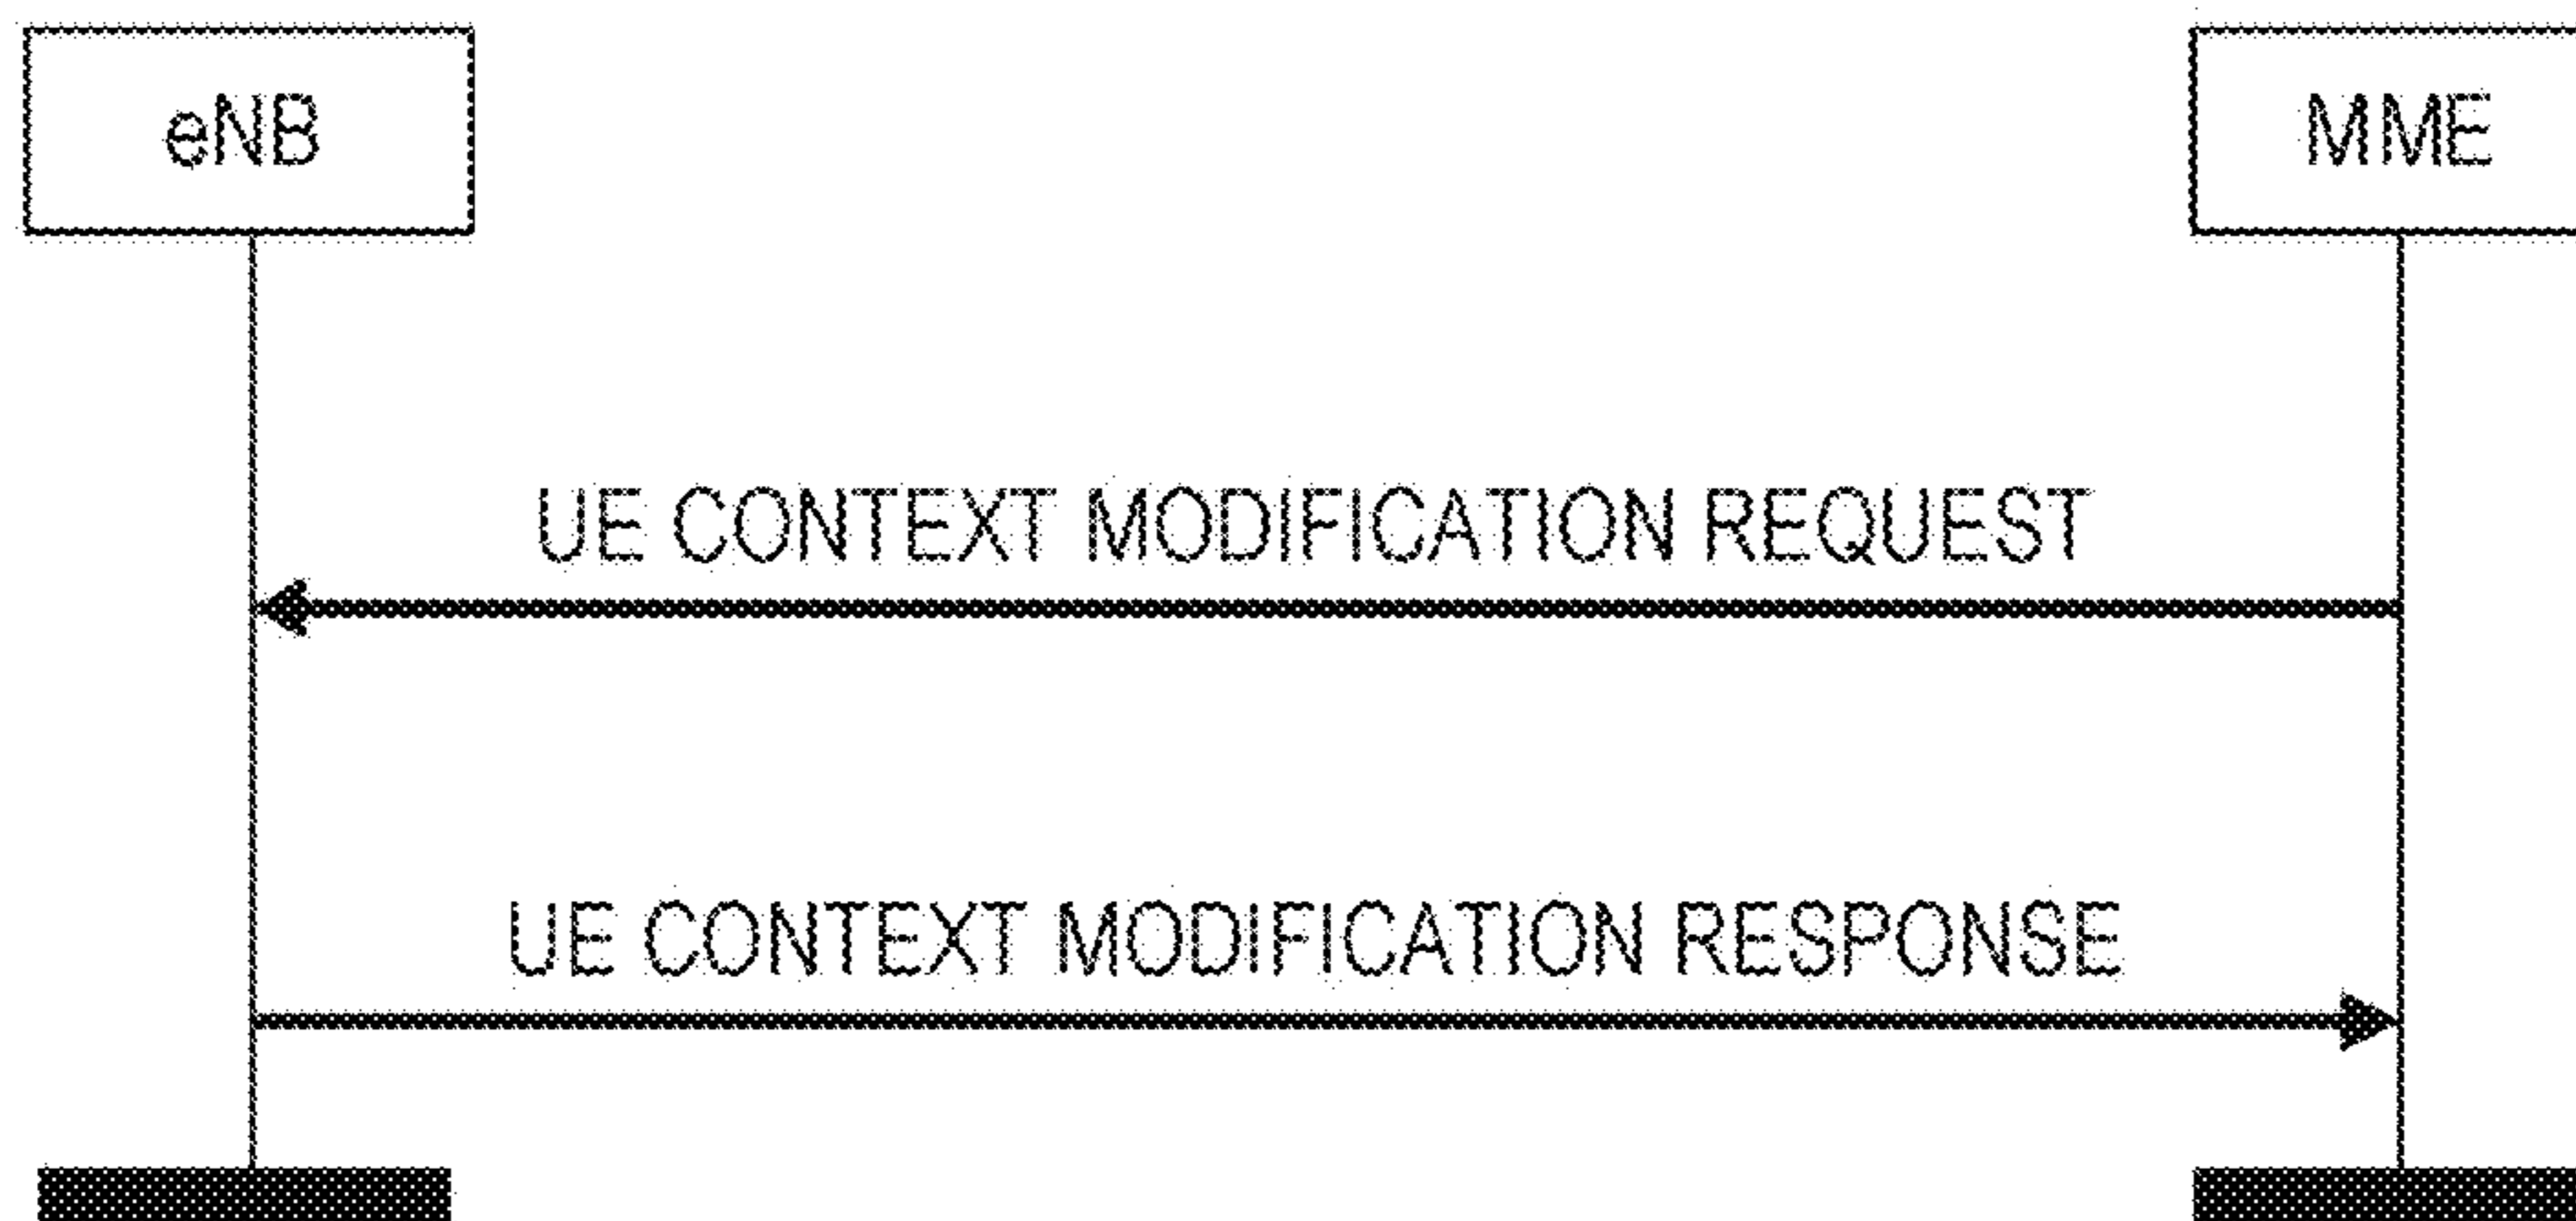 eNB
MME
UE CONTEXT MODIFICATION REQUEST
UE CONTEXT MODIFICATION RESPONSE